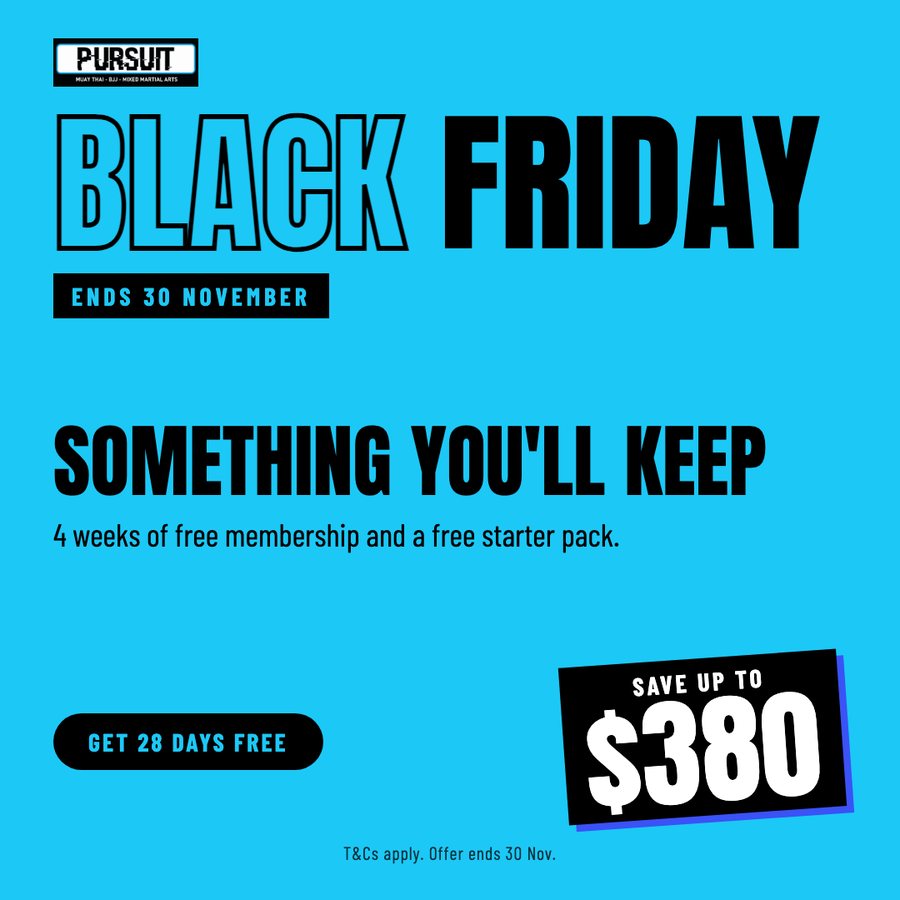 PURSUIT
MUAY THAI - BJJ - MIXED MARTIAL ARTS
BLACK FRIDAY
ENDS 30 NOVEMBER
SOMETHING YOU'LL KEEP
4 weeks of free membership and a free starter pack.
SAVE UP TO
$380
GET 28 DAYS FREE
T&Cs apply. Offer ends 30 Nov.